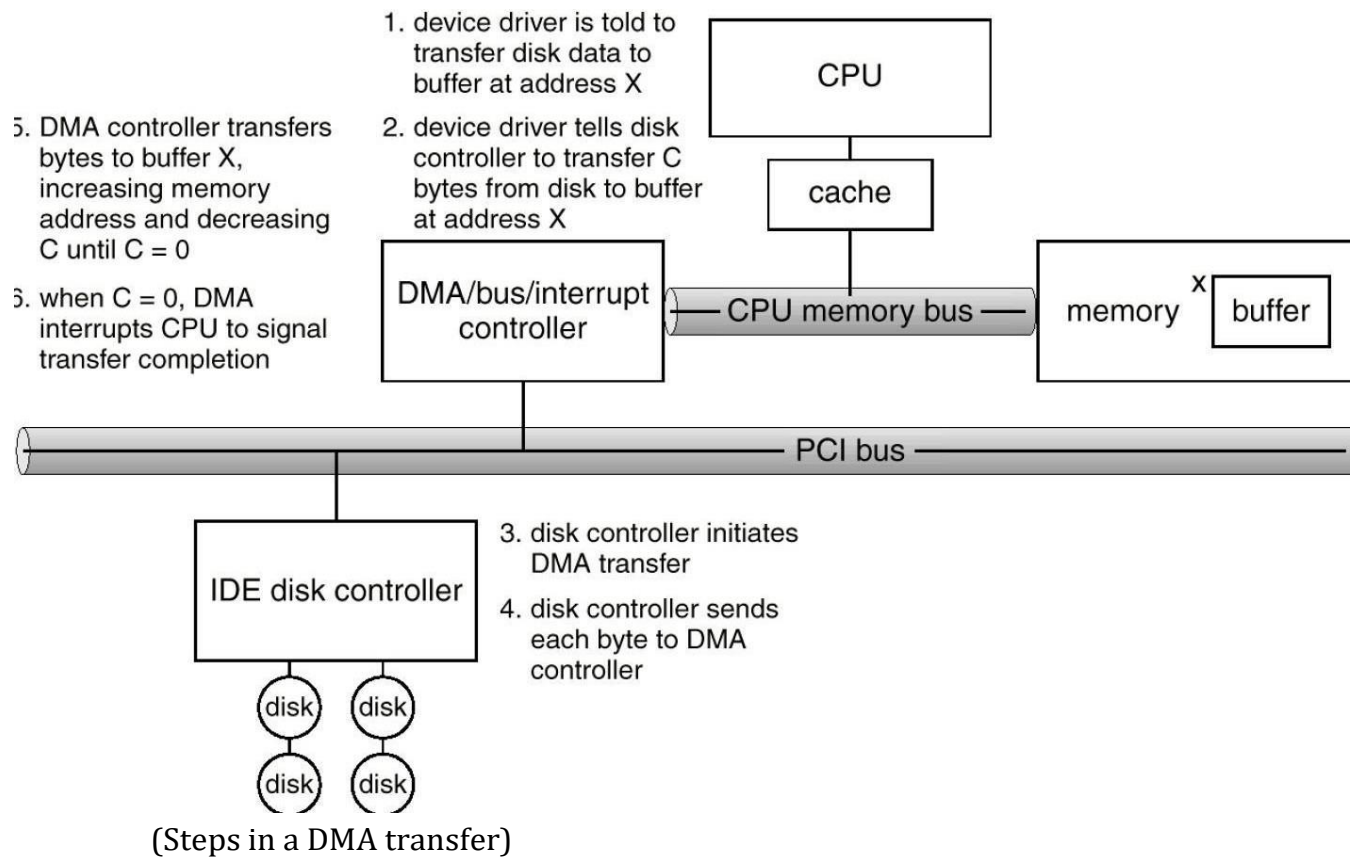 1. device driver is told to
transfer disk data to
buffer at address X
CPU
5. DMA controller transfers
bytes to buffer X,
increasing memory
address and decreasing
C until C = 0
2. device driver tells disk
controller to transfer C
bytes from disk to buffer
at address X
cache
6. when C = 0, DMA
interrupts CPU to signal
transfer completion
DMA/bus/interrupt
controller
CPU memory bus
memory
x
buffer
PCI bus
IDE disk controller
3. disk controller initiates
DMA transfer
4. disk controller sends
each byte to DMA
controller
disk
disk
disk
disk
(Steps in a DMA transfer)